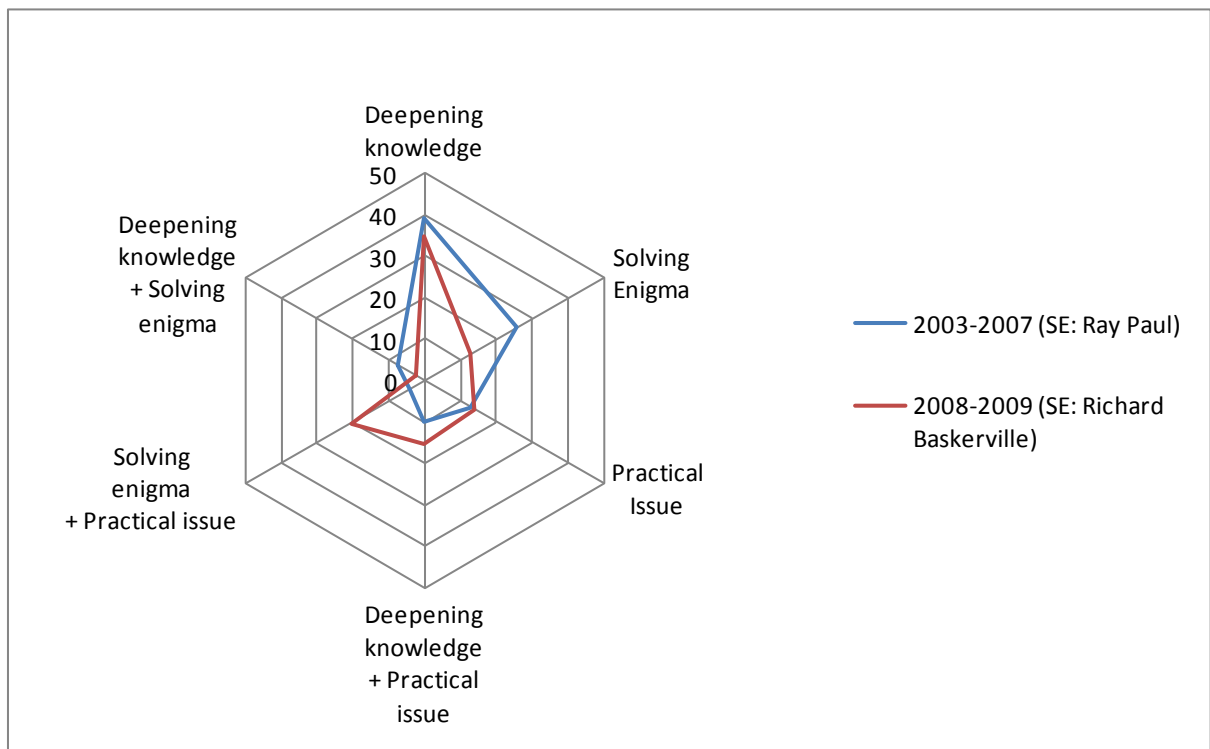 Deepening
knowledge
50
40
30
20
10
0
Solving
Enigma
Practical
Issue
Deepening
knowledge
+ Practical
issue
Solving
enigma
+ Practical issue
Deepening
knowledge
+ Solving
enigma
2003-2007 (SE: Ray Paul)
2008-2009 (SE: Richard
Baskerville)